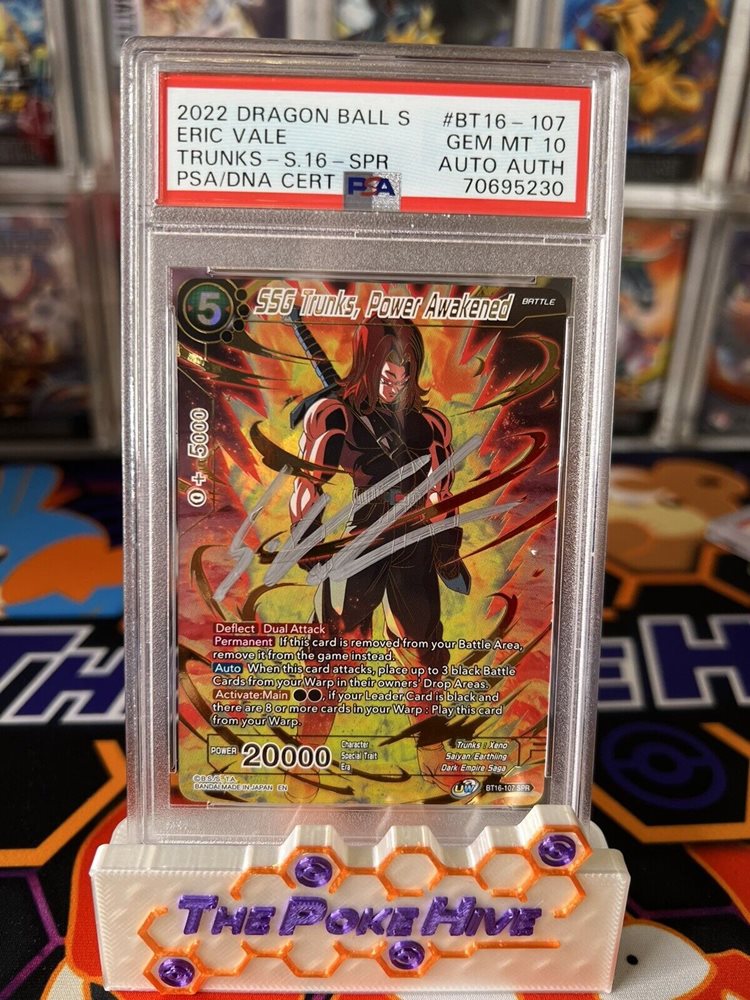 2022 DRAGON BALL S #BT16-107
ERIC VALE GEM MT 10
TRUNKS-S.16-SPR AUTO AUTH
PSA/DNA CERT PSA 70695230
5 SSG Trunks, Power Awakened BATTLE
0+ 5000
Deflect Dual Attack
Permanent If this card is removed from your Battle Area,
remove it from the game instead.
Auto When this card attacks, place up to 3 black Battle
Cards from your Warp in their owners' Drop Areas.
Activate:Main ●●, if your Leader Card is black and
there are 8 or more cards in your Warp : Play this card
from your Warp.
POWER 20000
Character Trunks : Xeno
Special Trait Saiyan/Earthling
Era Dark Empire Saga
BANDAI MADE IN JAPAN EN
UW BT16-107 SPR
THE POKE HIVE